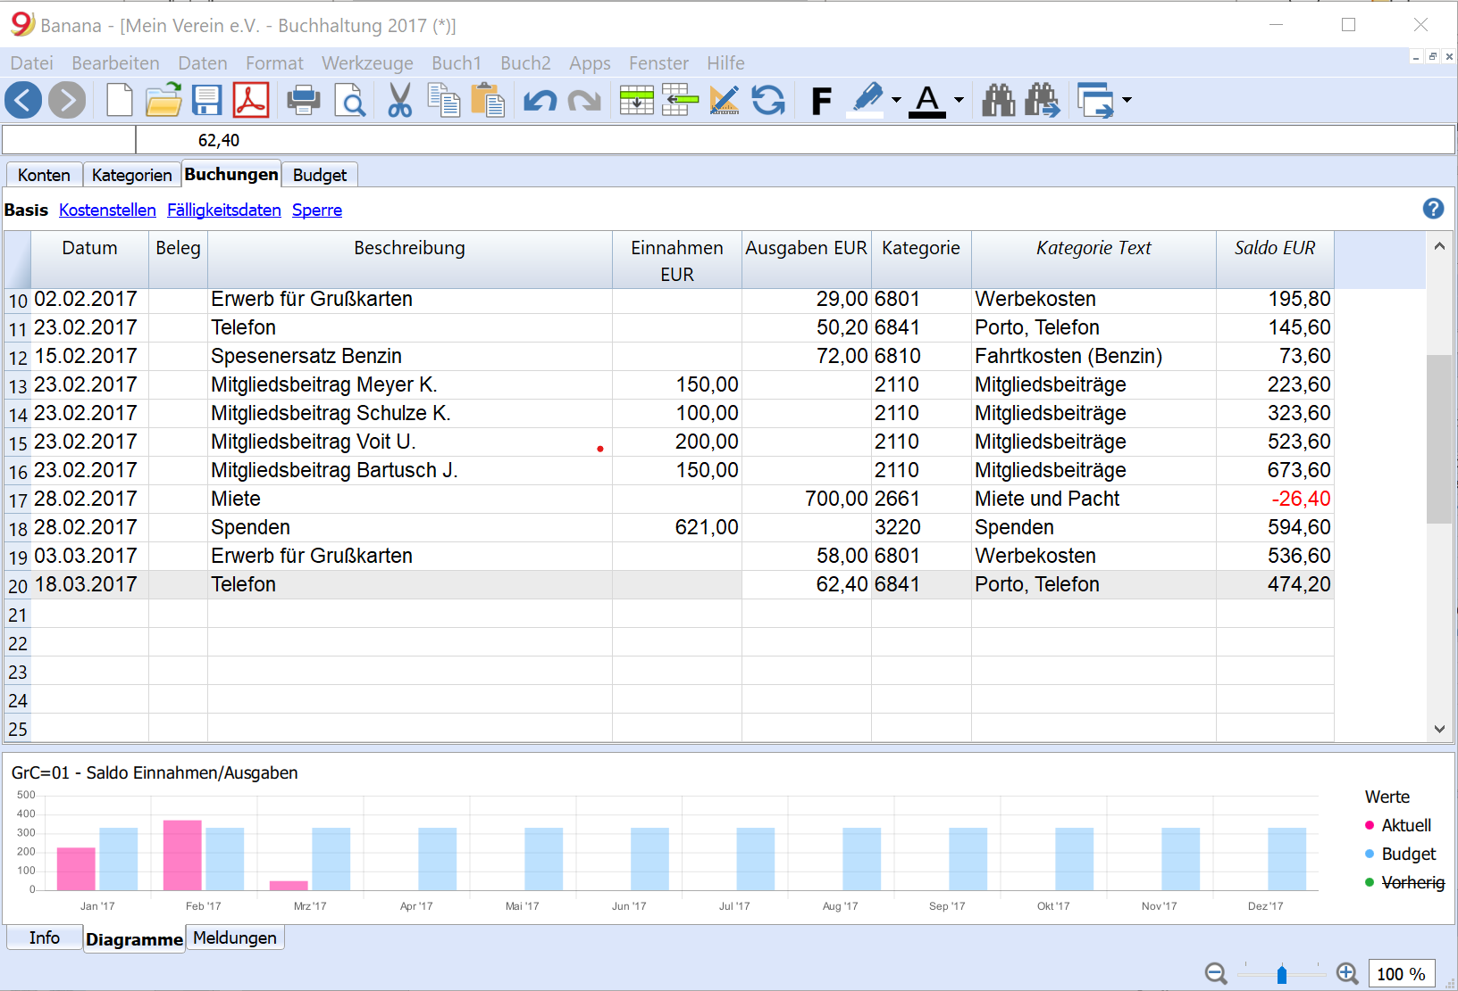 9 Banana - [Mein Verein e.V. - Buchhaltung 2017 (*)]
Datei Bearbeiten Daten Format Werkzeuge Buch1 Buch2 Apps Fenster Hilfe
F A
62,40
Konten Kategorien Buchungen Budget
Basis Kostenstellen Fälligkeitsdaten Sperre ?
Datum Beleg Beschreibung Einnahmen EUR Ausgaben EUR Kategorie Kategorie Text Saldo EUR
10 02.02.2017 Erwerb für Grußkarten 29,00 6801 Werbekosten 195,80
11 23.02.2017 Telefon 50,20 6841 Porto, Telefon 145,60
12 15.02.2017 Spesenersatz Benzin 72,00 6810 Fahrtkosten (Benzin) 73,60
13 23.02.2017 Mitgliedsbeitrag Meyer K. 150,00 2110 Mitgliedsbeiträge 223,60
14 23.02.2017 Mitgliedsbeitrag Schulze K. 100,00 2110 Mitgliedsbeiträge 323,60
15 23.02.2017 Mitgliedsbeitrag Voit U. 200,00 2110 Mitgliedsbeiträge 523,60
16 23.02.2017 Mitgliedsbeitrag Bartusch J. 150,00 2110 Mitgliedsbeiträge 673,60
17 28.02.2017 Miete 700,00 2661 Miete und Pacht -26,40
18 28.02.2017 Spenden 621,00 3220 Spenden 594,60
19 03.03.2017 Erwerb für Grußkarten 58,00 6801 Werbekosten 536,60
20 18.03.2017 Telefon 62,40 6841 Porto, Telefon 474,20
21
22
23
24
25
GrC=01 - Saldo Einnahmen/Ausgaben
500
400
300
200
100
0
Jan '17 Feb '17 Mrz '17 Apr '17 Mai '17 Jun '17 Jul '17 Aug '17 Sep '17 Okt '17 Nov '17 Dez '17
Werte
Aktuell
Budget
Vorherig
Info Diagramme Meldungen
100 %